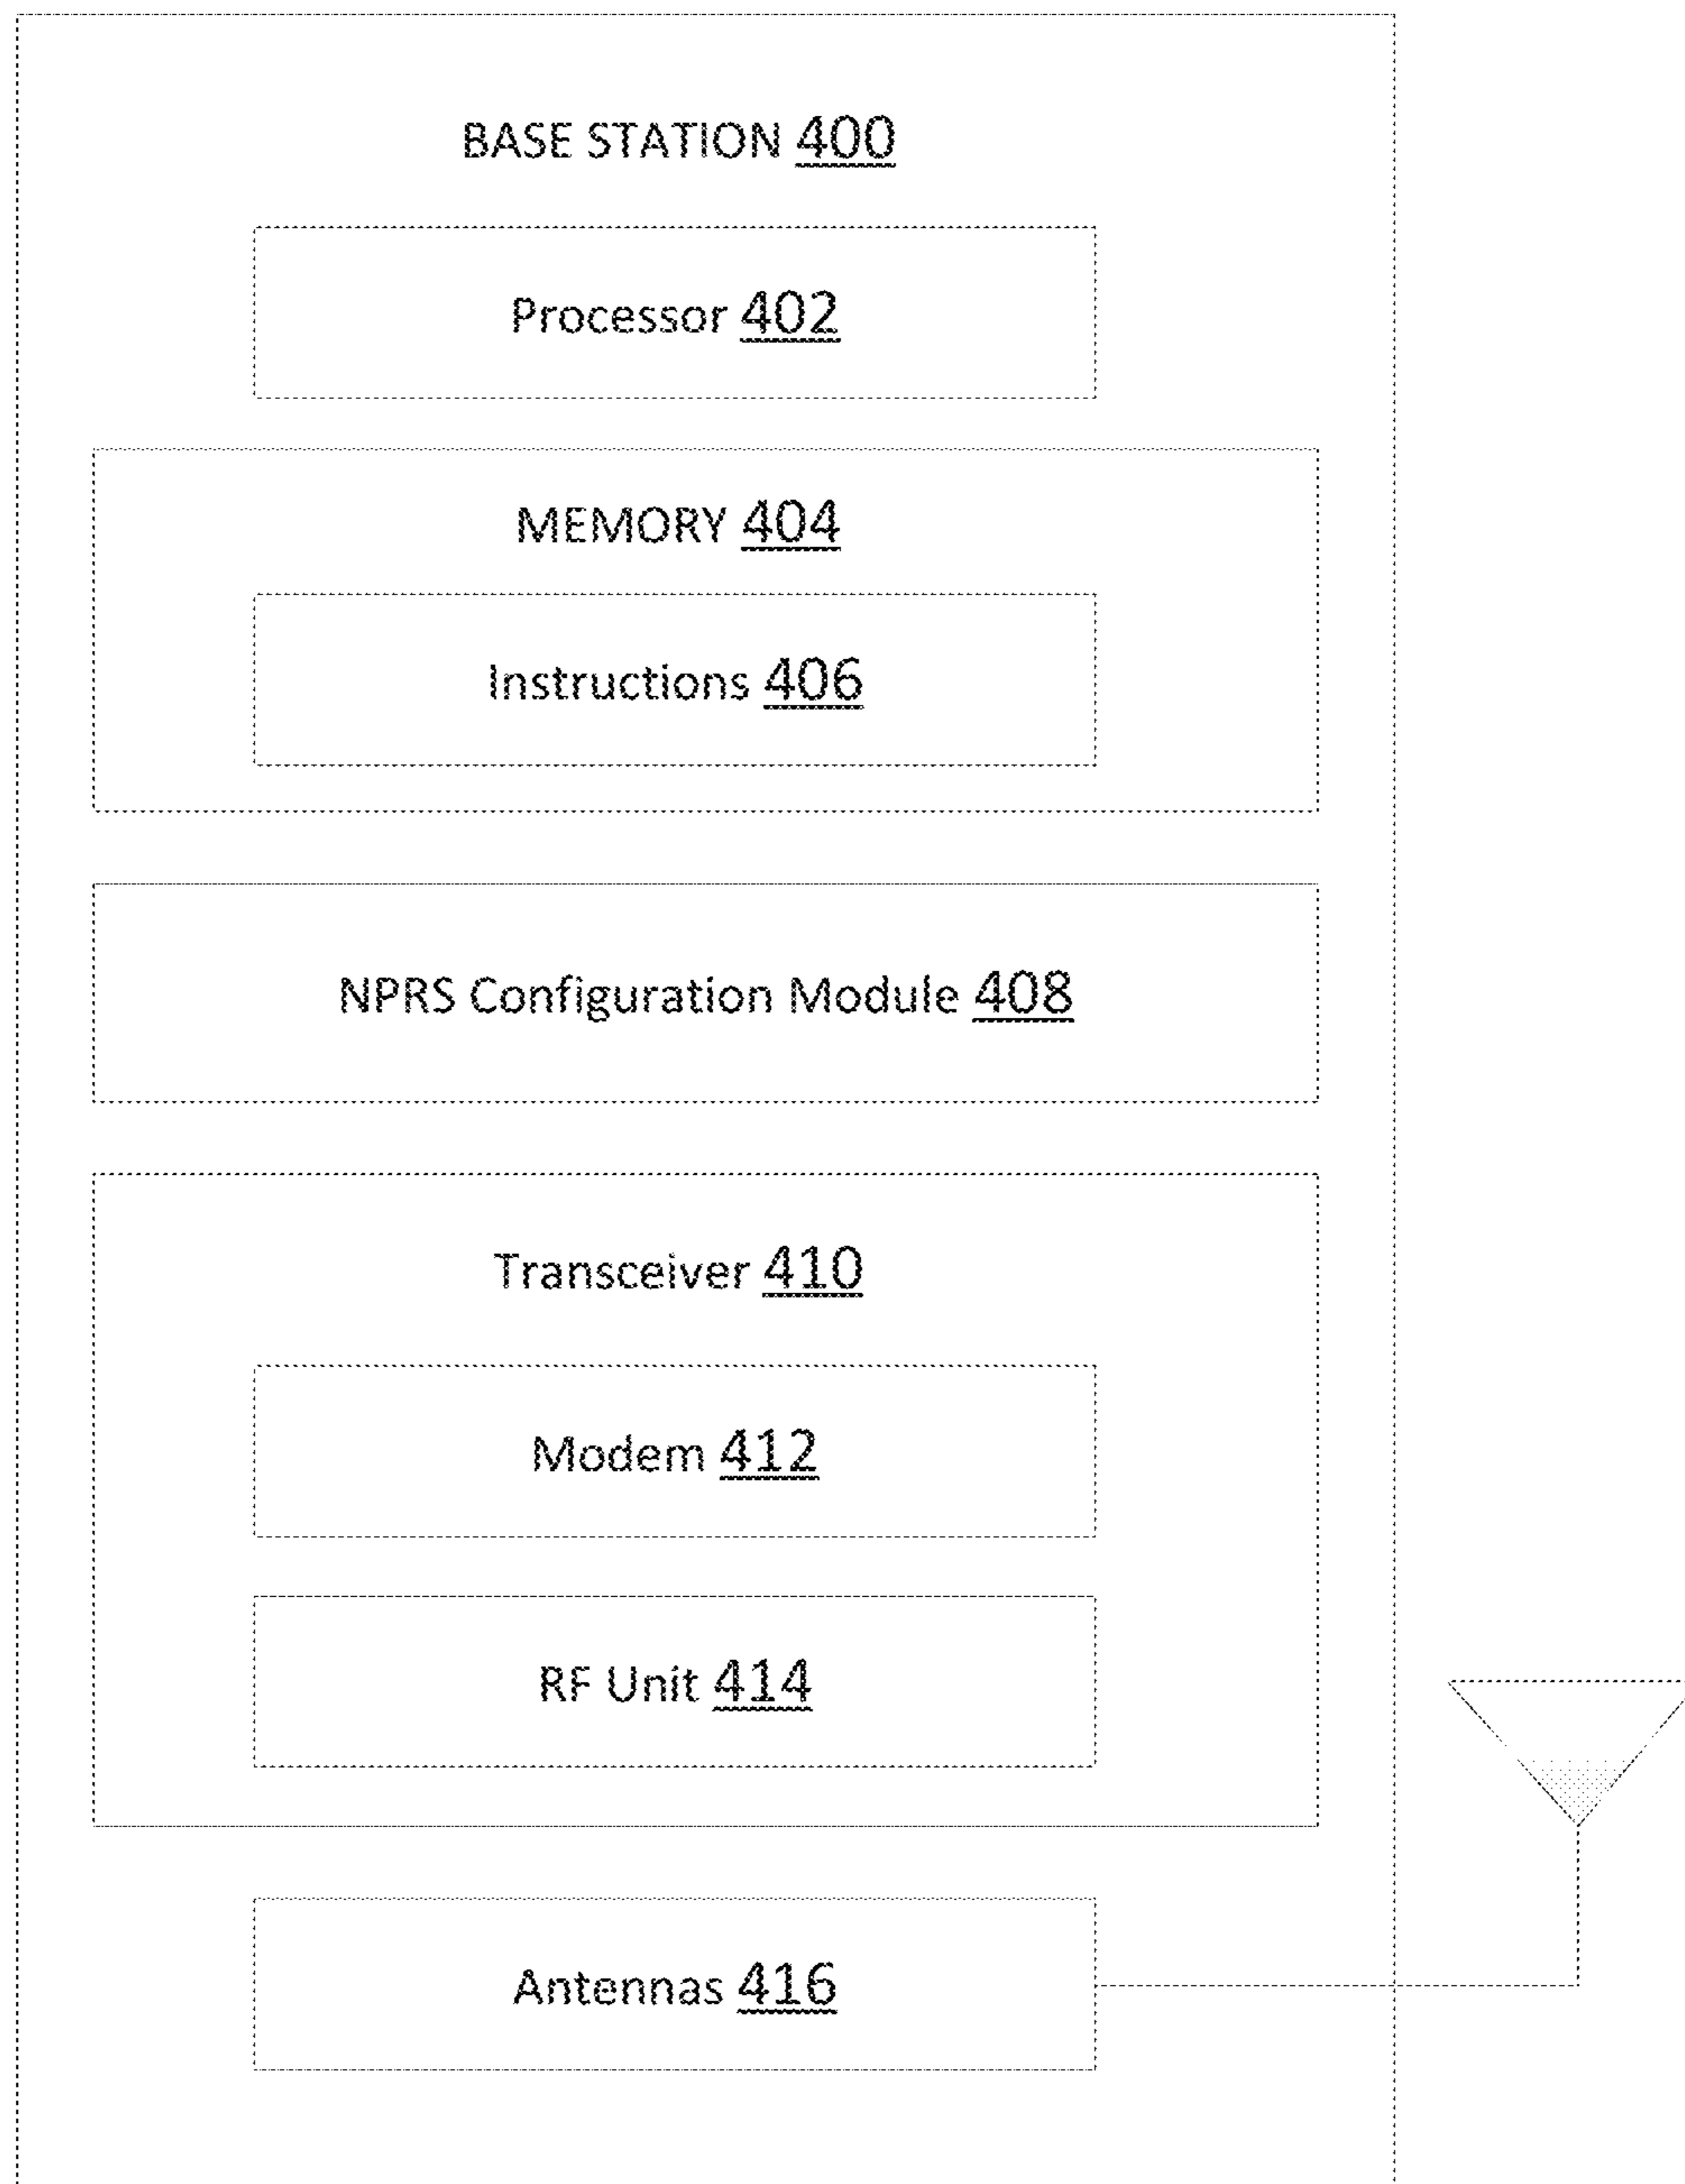 BASE STATION 400
Processor 402
MEMORY 404
Instructions 406
NPRS Configuration Module 408
Transceiver 410
Modem 412
RF Unit 414
Antennas 416